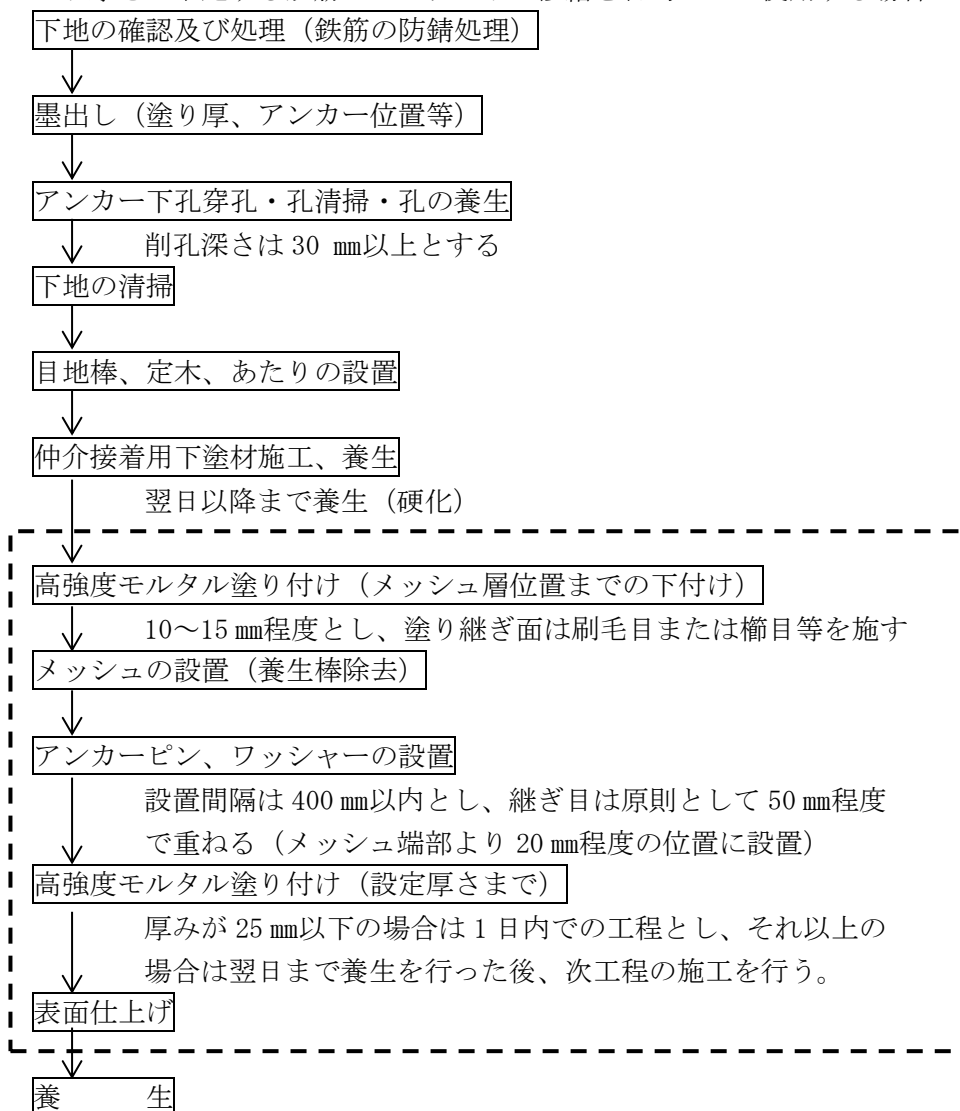 下地の確認及び処理（鉄筋の防錆処理）
墨出し（塗り厚、アンカー位置等）
アンカー下孔穿孔・孔清掃・孔の養生
削孔深さは 30 ㎜以上とする
下地の清掃
目地棒、定木、あたりの設置
仲介接着用下塗材施工、養生
翌日以降まで養生（硬化）
高強度モルタル塗り付け（メッシュ層位置までの下付け）
10～15 ㎜程度とし、塗り継ぎ面は刷毛目または櫛目等を施す
メッシュの設置（養生棒除去）
アンカーピン、ワッシャーの設置
設置間隔は 400 ㎜以内とし、継ぎ目は原則として 50 ㎜程度
で重ねる（メッシュ端部より 20 ㎜程度の位置に設置）
高強度モルタル塗り付け（設定厚さまで）
厚みが 25 ㎜以下の場合は 1 日内での工程とし、それ以上の
場合は翌日まで養生を行った後、次工程の施工を行う。
表面仕上げ
養　　　生